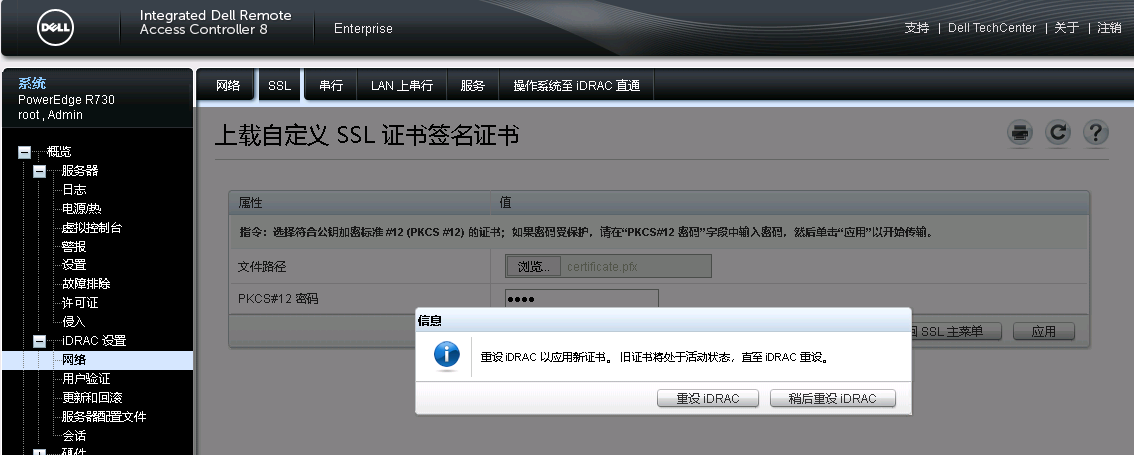 DELL
Integrated Dell Remote
Access Controller 8
Enterprise
支持 | Dell TechCenter | 关于 | 注销
系统
PowerEdge R730
root , Admin
概览
服务器
日志
电源/热
虚拟控制台
警报
设置
故障排除
许可证
侵入
iDRAC 设置
网络
用户验证
更新和回滚
服务器配置文件
会话
硬件
网络 SSL 串行 LAN 上串行 服务 操作系统至 iDRAC 直通
上载自定义 SSL 证书签名证书
属性 值
指令：选择符合公钥加密标准 #12 (PKCS #12) 的证书；如果密码受保护，请在“PKCS#12 密码”字段中输入密码，然后单击“应用”以开始传输。
文件路径 浏览... certificate.pfx
PKCS#12 密码 ●●●●
回 SSL 主菜单 应用
信息
重设 iDRAC 以应用新证书。 旧证书将处于活动状态，直至 iDRAC 重设。
重设 iDRAC 稍后重设 iDRAC